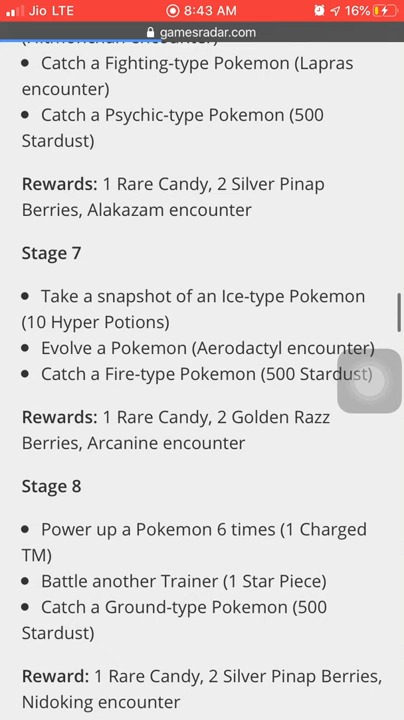 Jio LTE 8:43 AM 16%
gamesradar.com
(Hitmonchan encounter)
• Catch a Fighting-type Pokemon (Lapras
encounter)
• Catch a Psychic-type Pokemon (500
Stardust)
Rewards: 1 Rare Candy, 2 Silver Pinap
Berries, Alakazam encounter
Stage 7
• Take a snapshot of an Ice-type Pokemon
(10 Hyper Potions)
• Evolve a Pokemon (Aerodactyl encounter)
• Catch a Fire-type Pokemon (500 Stardust)
Rewards: 1 Rare Candy, 2 Golden Razz
Berries, Arcanine encounter
Stage 8
• Power up a Pokemon 6 times (1 Charged
TM)
• Battle another Trainer (1 Star Piece)
• Catch a Ground-type Pokemon (500
Stardust)
Reward: 1 Rare Candy, 2 Silver Pinap Berries,
Nidoking encounter